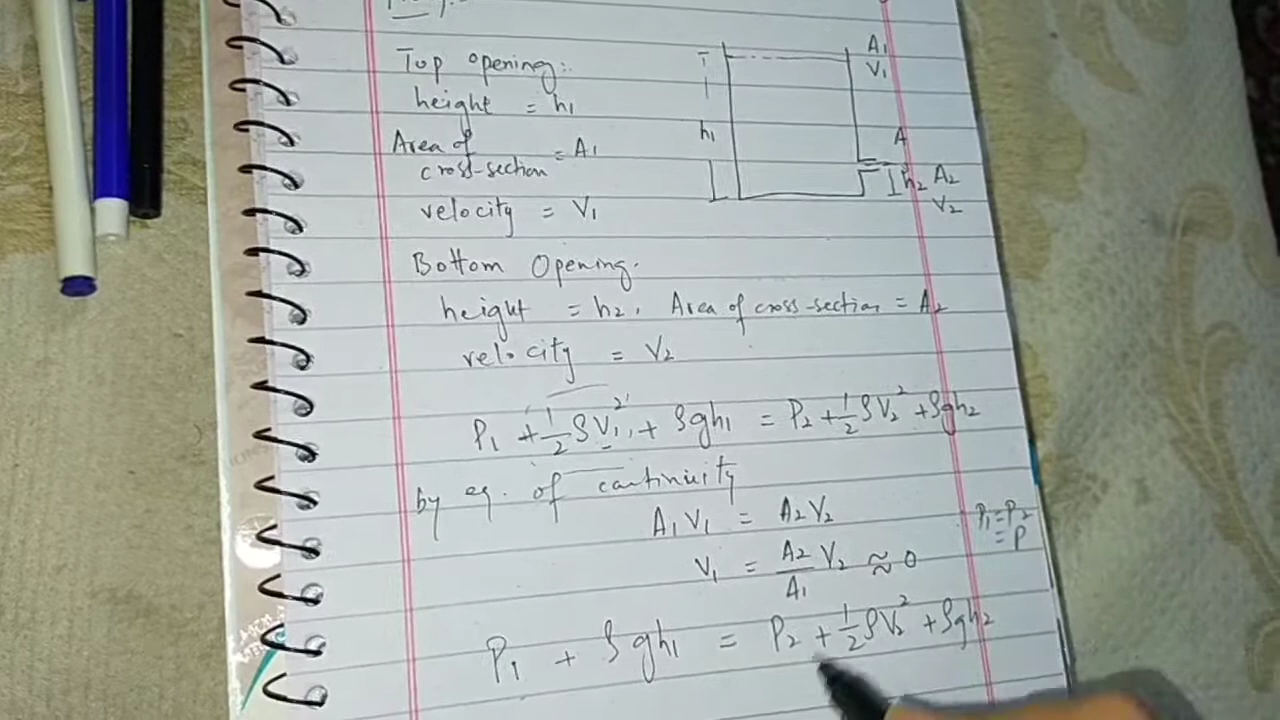 Top opening:
height = h₁
Area of
cross-section = A₁
velocity = V₁
A₁
V₁
h₁
A
h₂ A₂
V₂
Bottom Opening.
height = h₂, Area of cross-section = A₂
velocity = V₂
P₁ + 1/2 ρV₁² + ρgh₁ = P₂ + 1/2 ρV₂² + ρgh₂
by eq. of continuity
A₁V₁ = A₂V₂
P₁=P₂
=P
V₁ = A₂/A₁ V₂ ≈ 0
P₁ + ρgh₁ = P₂ + 1/2 ρV₂² + ρgh₂